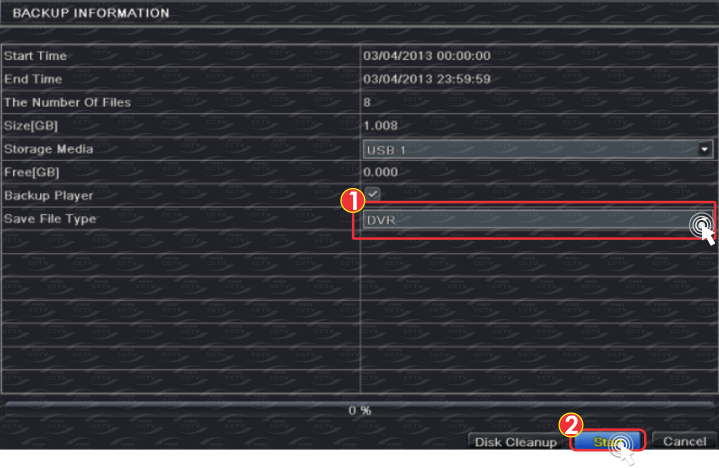 BACKUP INFORMATION
Start Time 03/04/2013 00:00:00
End Time 03/04/2013 23:59:59
The Number Of Files 8
Size[GB] 1.008
Storage Media USB 1
Free[GB] 0.000
Backup Player
1
Save File Type DVR
0 %
2
Disk Cleanup Start Cancel